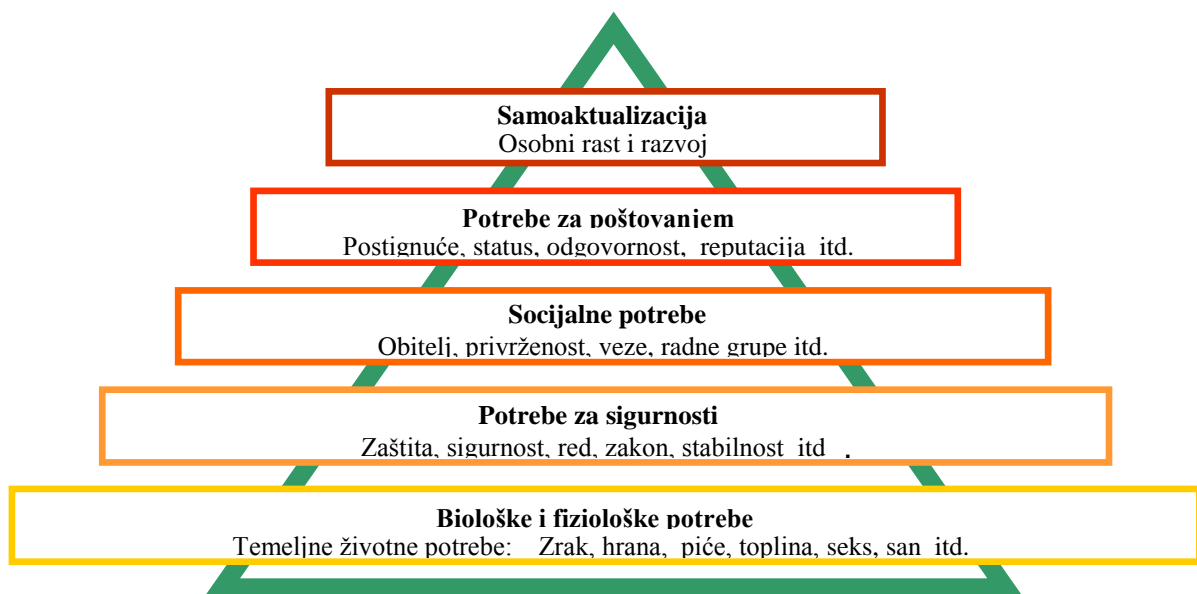 Samoaktualizacija
Osobni rast i razvoj
Potrebe za poštovanjem
Postignuće, status, odgovornost, reputacija itd.
Socijalne potrebe
Obitelj, privrženost, veze, radne grupe itd.
Potrebe za sigurnosti
Zaštita, sigurnost, red, zakon, stabilnost itd .
Biološke i fiziološke potrebe
Temeljne životne potrebe: Zrak, hrana, piće, toplina, seks, san itd.